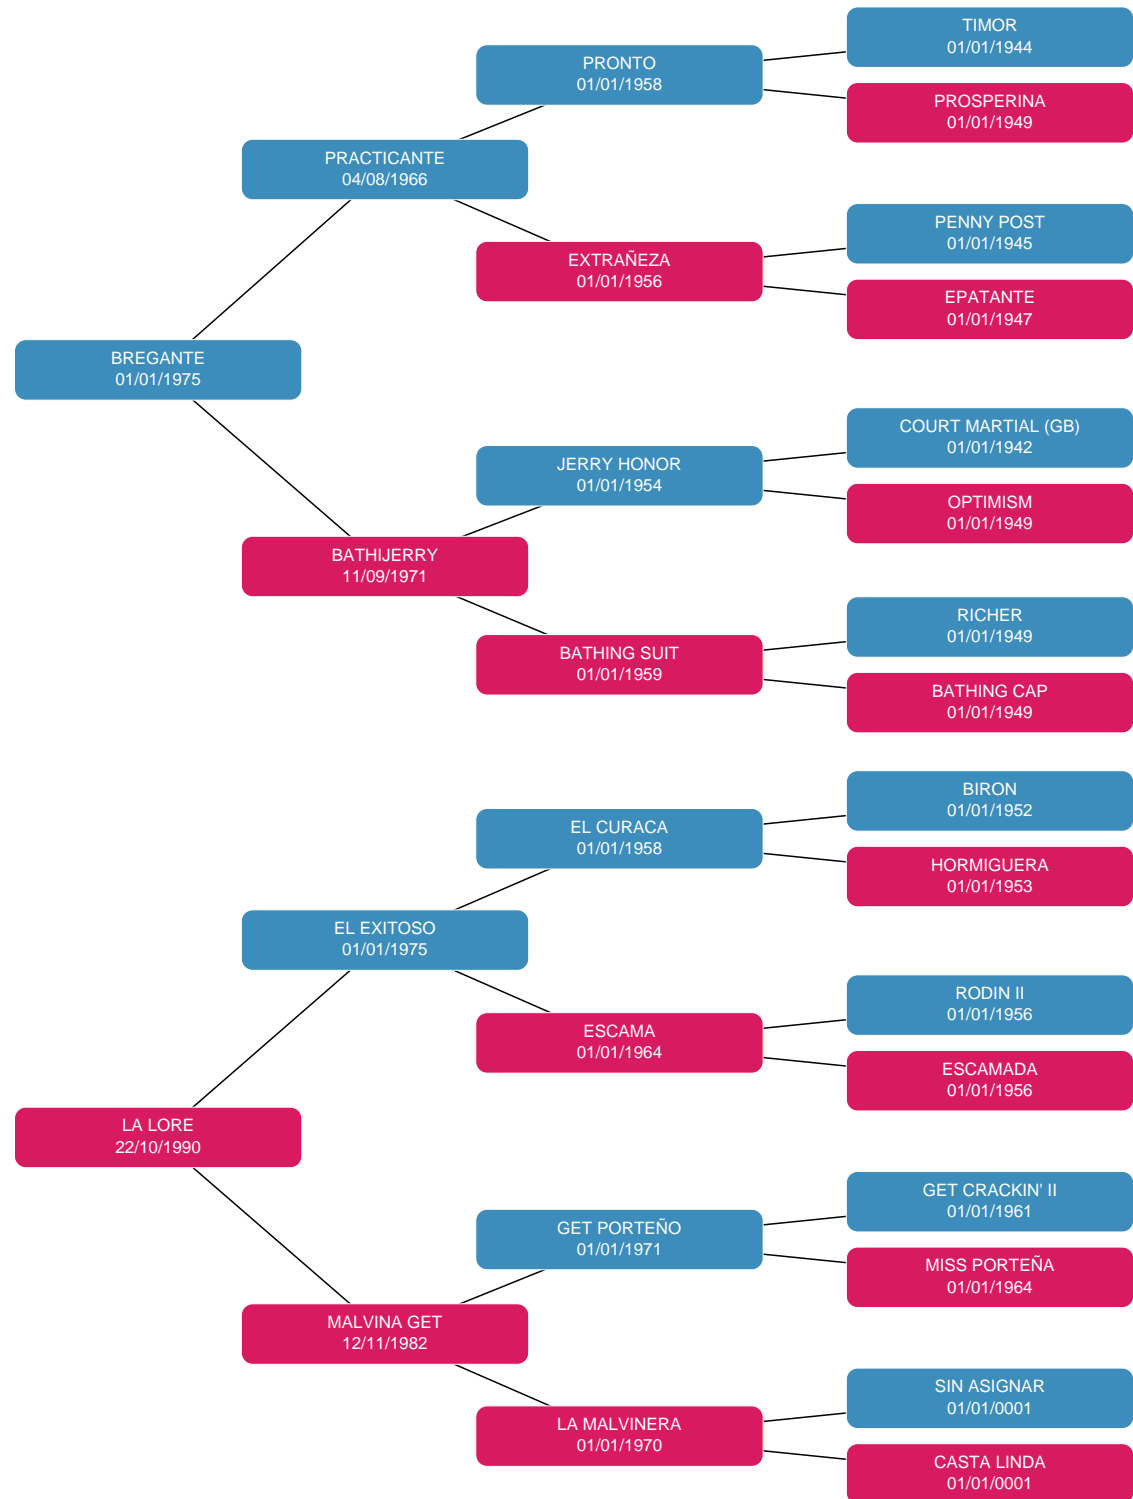 TIMOR
01/01/1944
PRONTO
01/01/1958
PROSPERINA
01/01/1949
PRACTICANTE
04/08/1966
PENNY POST
01/01/1945
EXTRAÑEZA
01/01/1956
EPATANTE
01/01/1947
BREGANTE
01/01/1975
COURT MARTIAL (GB)
01/01/1942
JERRY HONOR
01/01/1954
OPTIMISM
01/01/1949
BATHIJERRY
11/09/1971
RICHER
01/01/1949
BATHING SUIT
01/01/1959
BATHING CAP
01/01/1949
BIRON
01/01/1952
EL CURACA
01/01/1958
HORMIGUERA
01/01/1953
EL EXITOSO
01/01/1975
RODIN II
01/01/1956
ESCAMA
01/01/1964
ESCAMADA
01/01/1956
LA LORE
22/10/1990
GET CRACKIN' II
01/01/1961
GET PORTEÑO
01/01/1971
MISS PORTEÑA
01/01/1964
MALVINA GET
12/11/1982
SIN ASIGNAR
01/01/0001
LA MALVINERA
01/01/1970
CASTA LINDA
01/01/0001